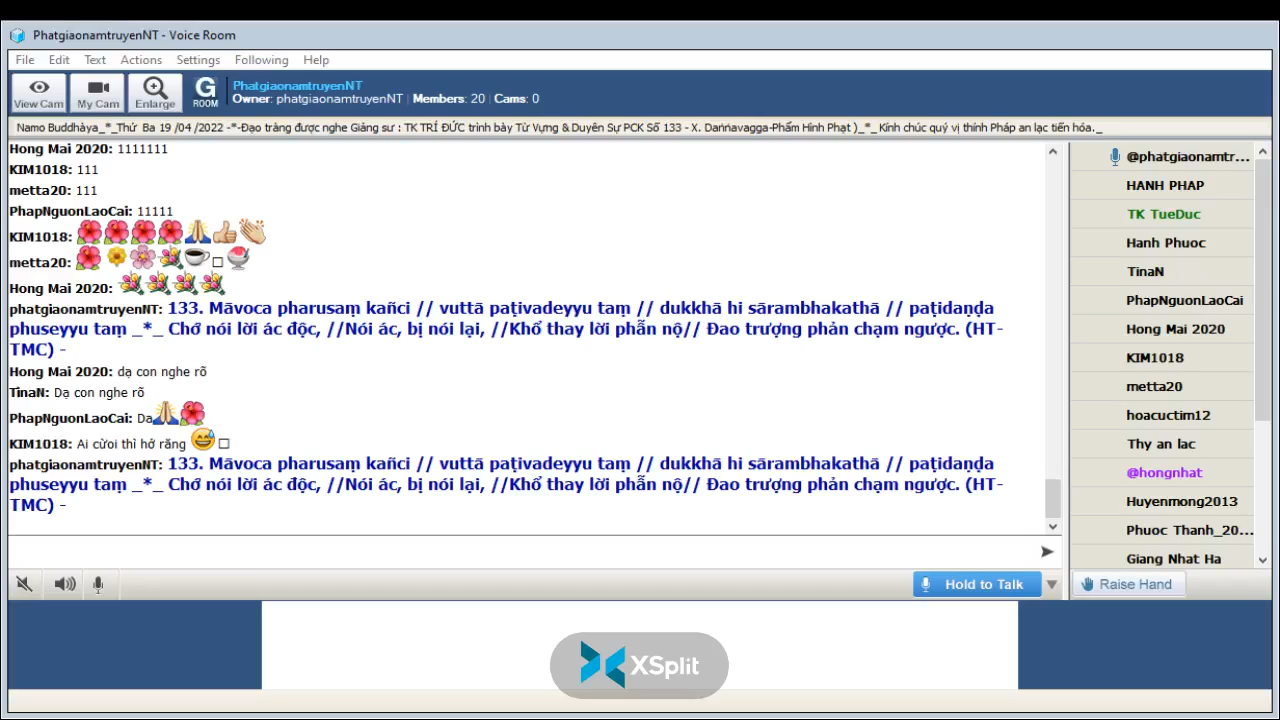 PhatgiaonamtruyenNT - Voice Room
File Edit Text Actions Settings Following Help
View Cam My Cam Enlarge G ROOM
PhatgiaonamtruyenNT
Owner: phatgiaonamtruyenNT | Members: 20 | Cams: 0
Namo Buddhàya_*_Thứ Ba 19 /04 /2022 -*-Đạo tràng được nghe Giảng sư : TK TRÍ ĐỨC trình bày Từ Vựng & Duyên Sự PCK Số 133 - X. Daṇḍavagga-Phẩm Hình Phạt )_*_ Kính chúc quý vị thính Pháp an lạc tiến hóa._
Hong Mai 2020: 1111111
KIM1018: 111
metta20: 111
PhapNguonLaoCai: 11111
KIM1018:
metta20:
Hong Mai 2020:
phatgiaonamtruyenNT: 133. Māvoca pharusaṃ kañci // vuttā paṭivadeyyu taṃ // dukkhā hi sārambhakathā // paṭidaṇḍa
phuseyyu taṃ _*_ Chớ nói lời ác độc, //Nói ác, bị nói lại, //Khổ thay lời phẫn nộ// Đao trượng phản chạm ngược. (HT-
TMC) -
Hong Mai 2020: dạ con nghe rõ
TinaN: Dạ con nghe rõ
PhapNguonLaoCai: Da
KIM1018: Ai cừoi thì hở răng
phatgiaonamtruyenNT: 133. Māvoca pharusaṃ kañci // vuttā paṭivadeyyu taṃ // dukkhā hi sārambhakathā // paṭidaṇḍa
phuseyyu taṃ _*_ Chớ nói lời ác độc, //Nói ác, bị nói lại, //Khổ thay lời phẫn nộ// Đao trượng phản chạm ngược. (HT-
TMC) -
@phatgiaonamtr...
HANH PHAP
TK TueDuc
Hanh Phuoc
TinaN
PhapNguonLaoCai
Hong Mai 2020
KIM1018
metta20
hoacuctim12
Thy an lac
@hongnhat
Huyenmong2013
Phuoc Thanh_20...
Giang Nhat Ha
Hold to Talk
Raise Hand
XSplit